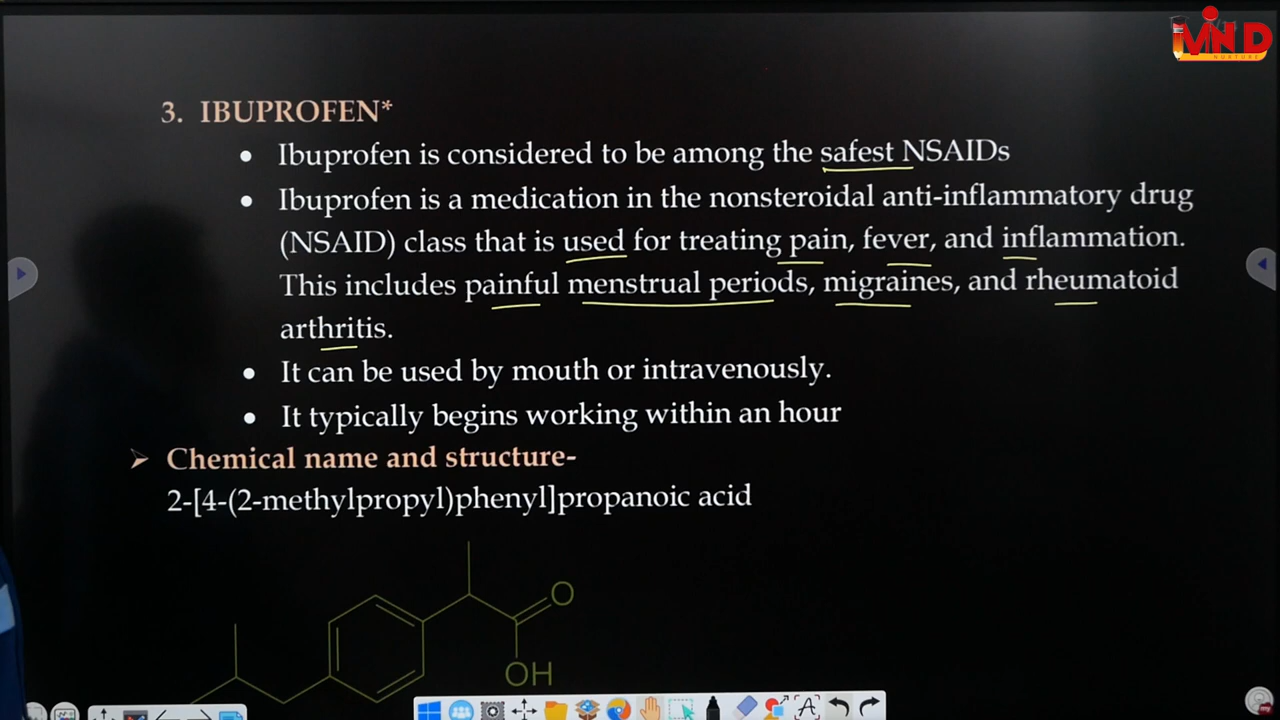 MIND
NURTURE
3. IBUPROFEN*
• Ibuprofen is considered to be among the safest NSAIDs
• Ibuprofen is a medication in the nonsteroidal anti-inflammatory drug
(NSAID) class that is used for treating pain, fever, and inflammation.
This includes painful menstrual periods, migraines, and rheumatoid
arthritis.
• It can be used by mouth or intravenously.
• It typically begins working within an hour
➢ Chemical name and structure-
2-[4-(2-methylpropyl)phenyl]propanoic acid
O
OH
A